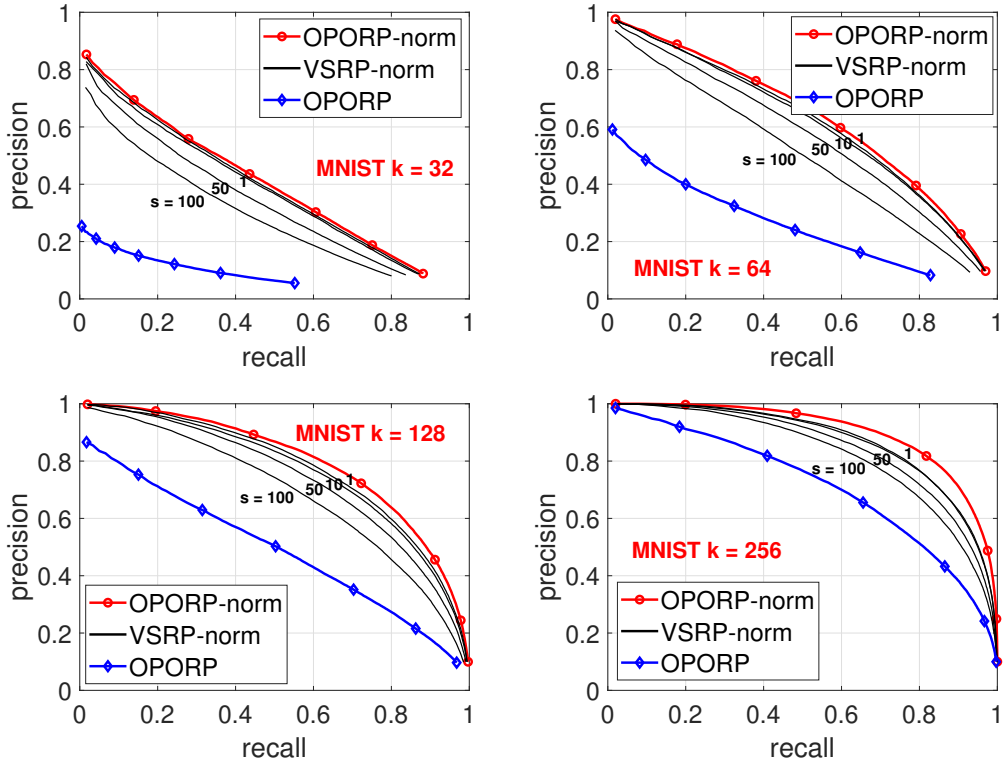 1
0.8
0.6
0.4
0.2
0
precision
OPORP-norm
VSRP-norm
OPORP
MNIST k = 32
1
50
s = 100
0 0.2 0.4 0.6 0.8 1
recall
1
0.8
0.6
0.4
0.2
0
precision
OPORP-norm
VSRP-norm
OPORP
1
10
50
s = 100
MNIST k = 64
0 0.2 0.4 0.6 0.8 1
recall
1
0.8
0.6
0.4
0.2
0
precision
MNIST k = 128
s = 100 50 10 1
OPORP-norm
VSRP-norm
OPORP
0 0.2 0.4 0.6 0.8 1
recall
1
0.8
0.6
0.4
0.2
0
precision
1
50
s = 100
MNIST k = 256
OPORP-norm
VSRP-norm
OPORP
0 0.2 0.4 0.6 0.8 1
recall